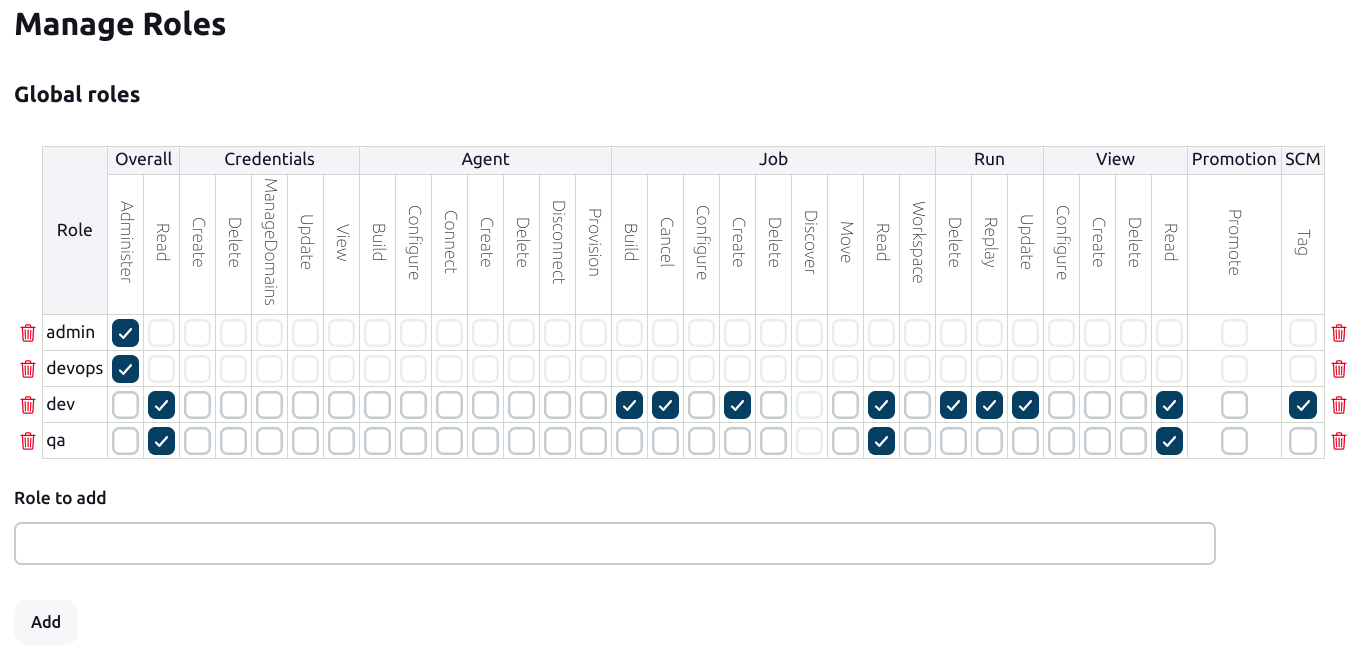 Manage Roles
Global roles
Role Overall Credentials Agent Job Run View Promotion SCM
Administer Read Create Delete ManageDomains Update View Build Configure Connect Create Delete Disconnect Provision Build Cancel Configure Create Delete Discover Move Read Workspace Delete Replay Update Configure Create Delete Read Promote Tag
admin
devops
dev
qa
Role to add
Add